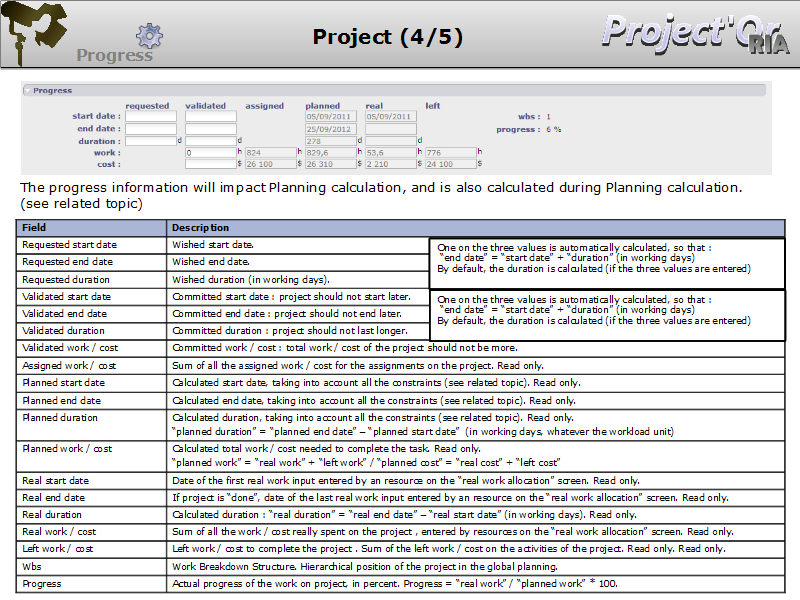 Project (4/5)
Project'Or
RIA
Progress
Progress
requested validated assigned planned real left
start date : 05/09/2011 05/09/2011 wbs : 1
end date : 25/09/2012 progress : 6 %
duration : d d 278 d d
work : 0 h 824 h 829,6 h 53,6 h 776 h
cost : $ 26 100 $ 26 310 $ 2 210 $ 24 100 $
The progress information will impact Planning calculation, and is also calculated during Planning calculation.
(see related topic)
Field Description
Requested start date Wished start date.
Requested end date Wished end date.
Requested duration Wished duration (in working days).
One on the three values is automatically calculated, so that :
"end date" = "start date" + "duration" (in working days)
By default, the duration is calculated (if the three values are entered)
Validated start date Committed start date : project should not start later.
Validated end date Committed end date : project should not end later.
Validated duration Committed duration : project should not last longer.
One on the three values is automatically calculated, so that :
"end date" = "start date" + "duration" (in working days)
By default, the duration is calculated (if the three values are entered)
Validated work / cost Committed work / cost : total work / cost of the project should not be more.
Assigned work / cost Sum of all the assigned work / cost for the assignments on the project. Read only.
Planned start date Calculated start date, taking into account all the constraints (see related topic). Read only.
Planned end date Calculated end date, taking into account all the constraints (see related topic). Read only.
Planned duration Calculated duration, taking into account all the constraints (see related topic). Read only.
"planned duration" = "planned end date" – "planned start date" (in working days, whatever the workload unit)
Planned work / cost Calculated total work / cost needed to complete the task. Read only.
"planned work" = "real work" + "left work" / "planned cost" = "real cost" + "left cost"
Real start date Date of the first real work input entered by an resource on the "real work allocation" screen. Read only.
Real end date If project is "done", date of the last real work input entered by an resource on the "real work allocation" screen. Read only.
Real duration Calculated duration : "real duration" = "real end date" – "real start date" (in working days). Read only.
Real work / cost Sum of all the work / cost really spent on the project , entered by resources on the "real work allocation" screen. Read only.
Left work / cost Left work / cost to complete the project . Sum of the left work / cost on the activities of the project. Read only. Read only.
Wbs Work Breakdown Structure. Hierarchical position of the project in the global planning.
Progress Actual progress of the work on project, in percent. Progress = "real work" / "planned work" * 100.